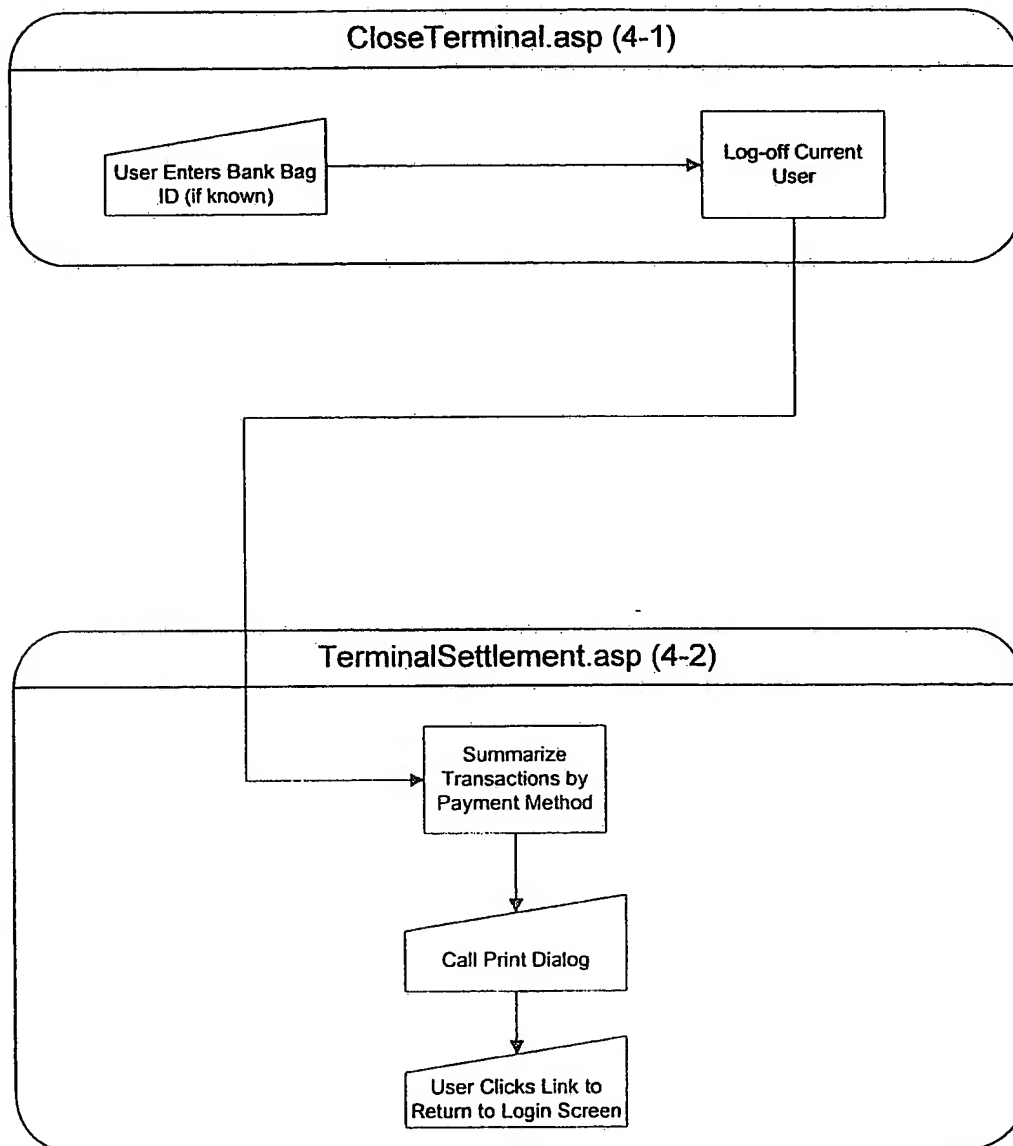 CloseTerminal.asp (4-1)
User Enters Bank Bag
ID (if known)
Log-off Current
User
TerminalSettlement.asp (4-2)
Summarize
Transactions by
Payment Method
Call Print Dialog
User Clicks Link to
Return to Login Screen